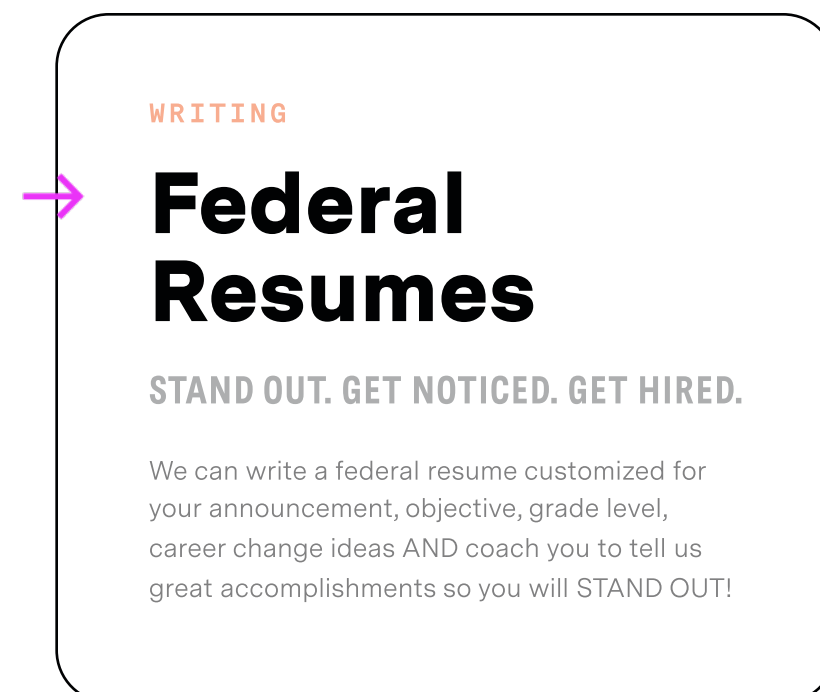 WRITING
Federal
Resumes
STAND OUT. GET NOTICED. GET HIRED.
We can write a federal resume customized for
your announcement, objective, grade level,
career change ideas AND coach you to tell us
great accomplishments so you will STAND OUT!